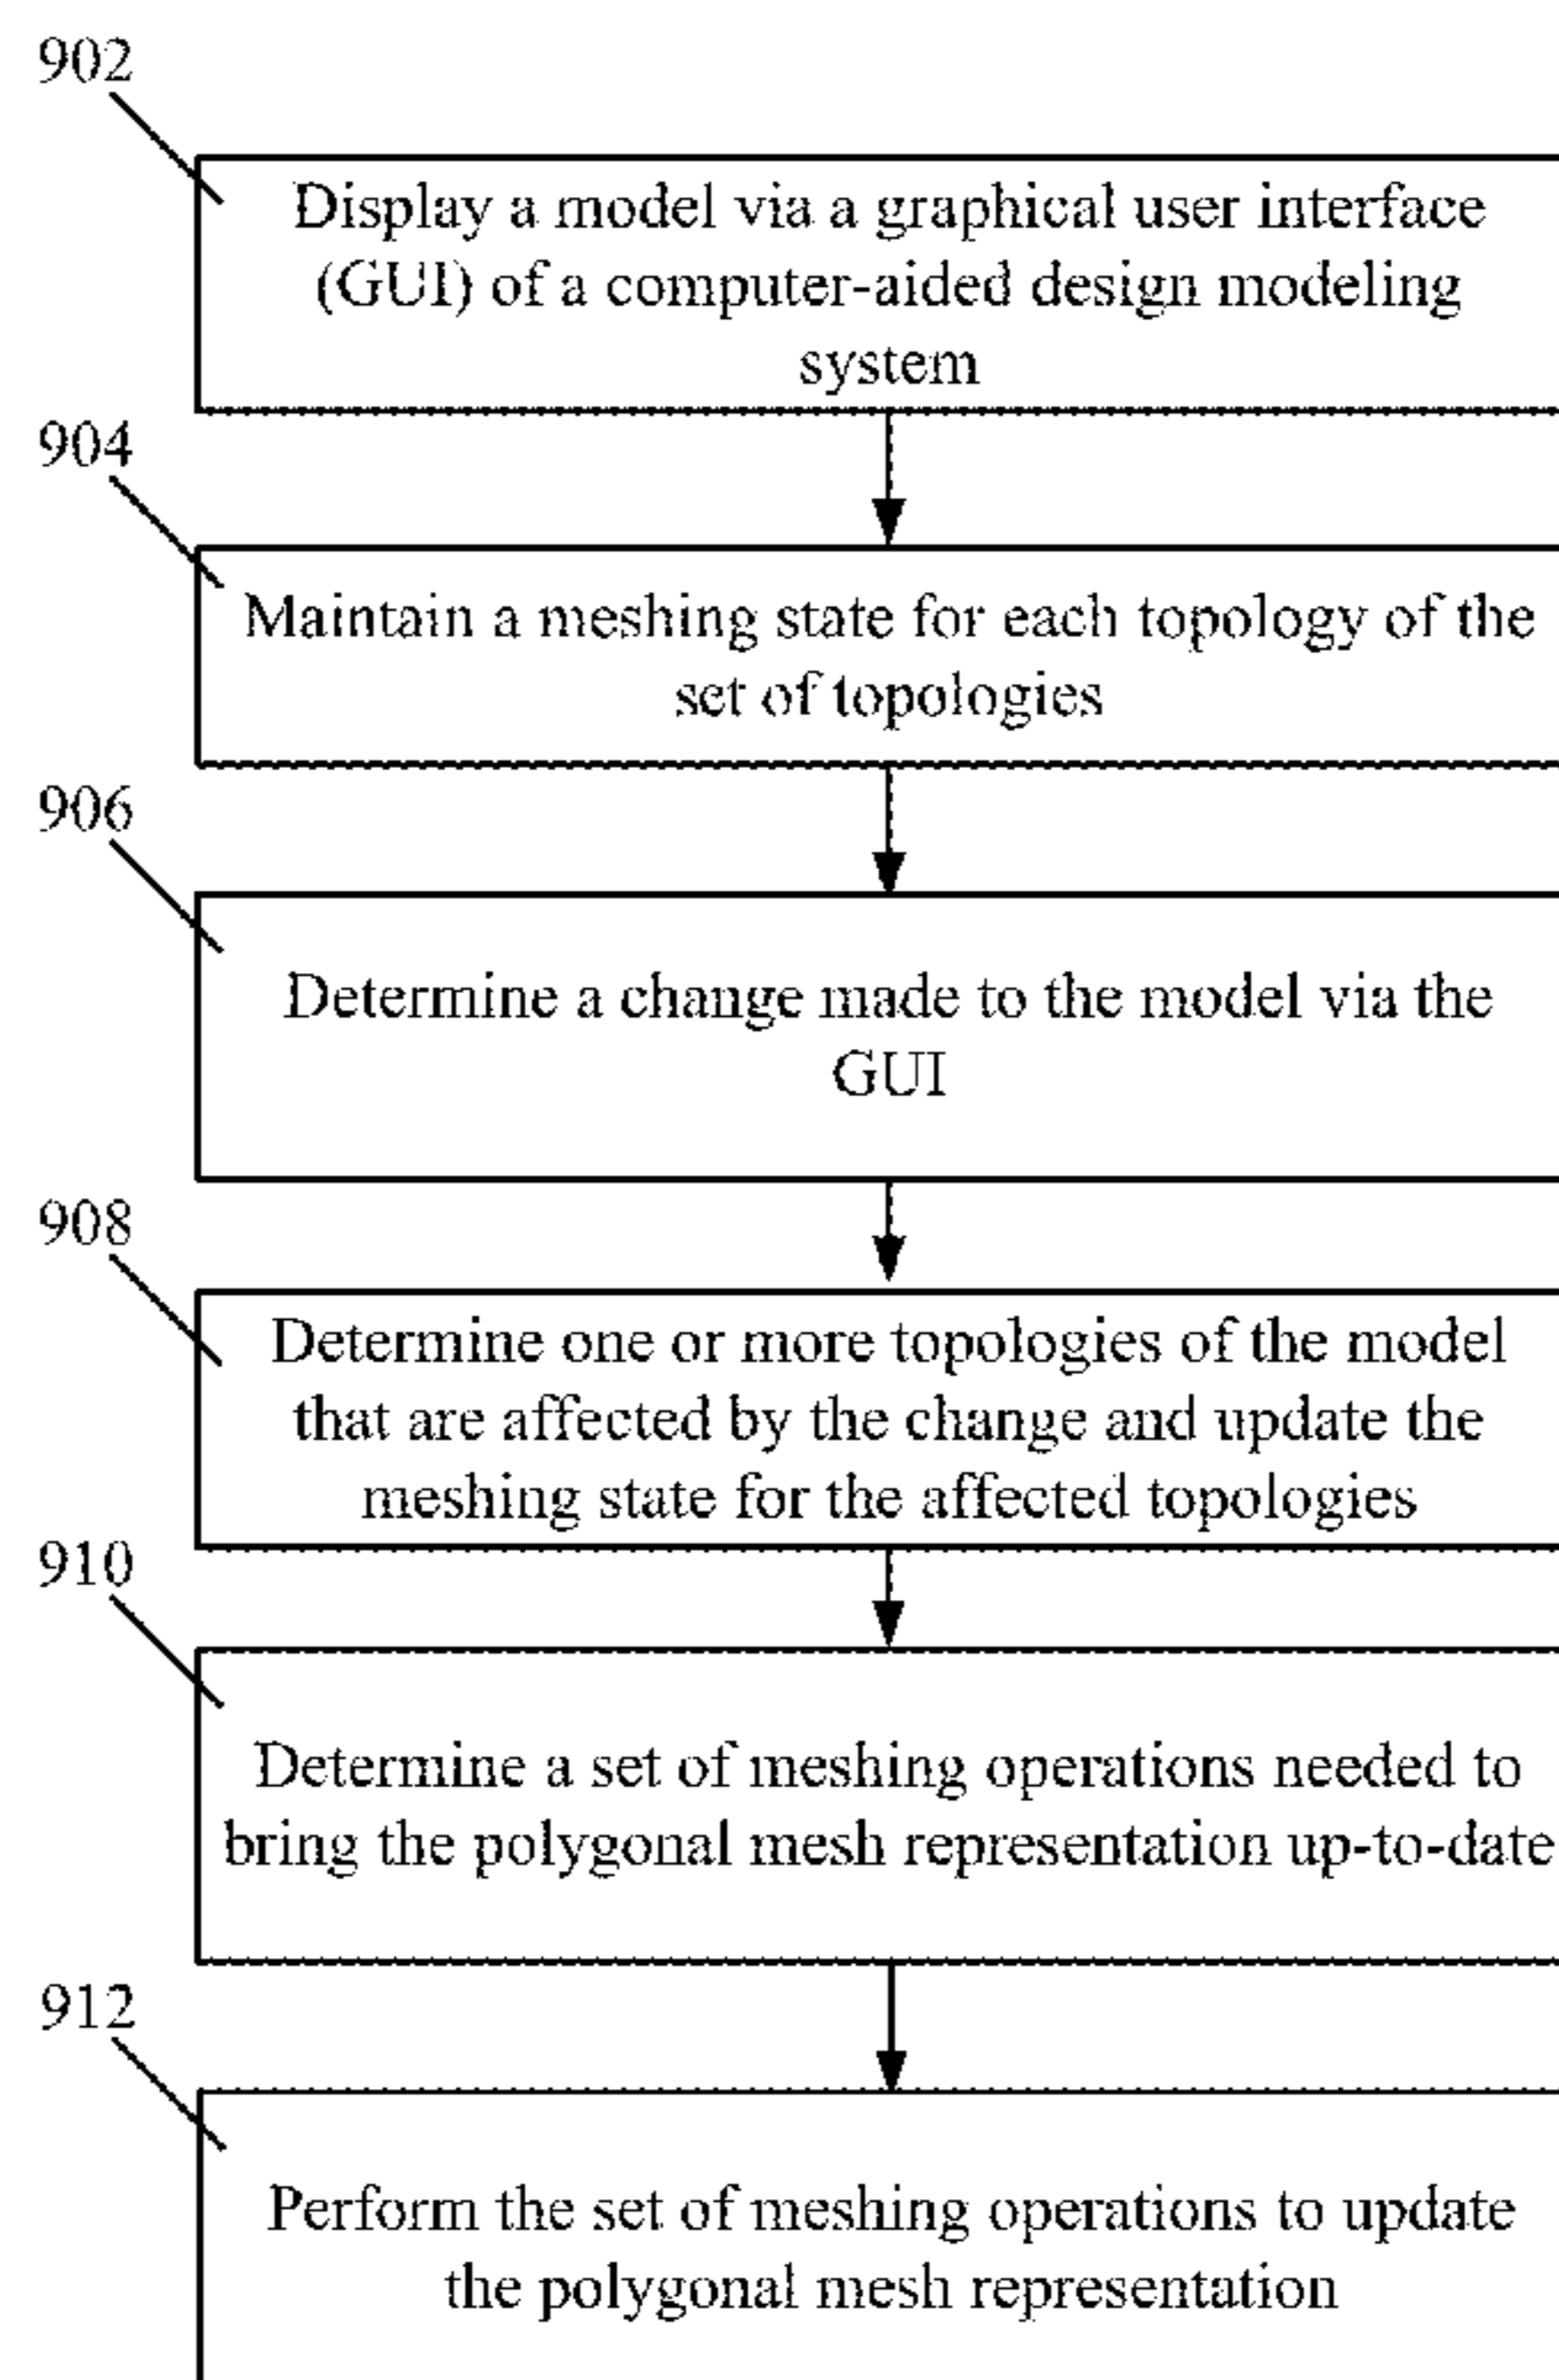 902
Display a model via a graphical user interface
(GUI) of a computer-aided design modeling
system
904
Maintain a meshing state for each topology of the
set of topologies
906
Determine a change made to the model via the
GUI
908
Determine one or more topologies of the model
that are affected by the change and update the
meshing state for the affected topologies
910
Determine a set of meshing operations needed to
bring the polygonal mesh representation up-to-date
912
Perform the set of meshing operations to update
the polygonal mesh representation